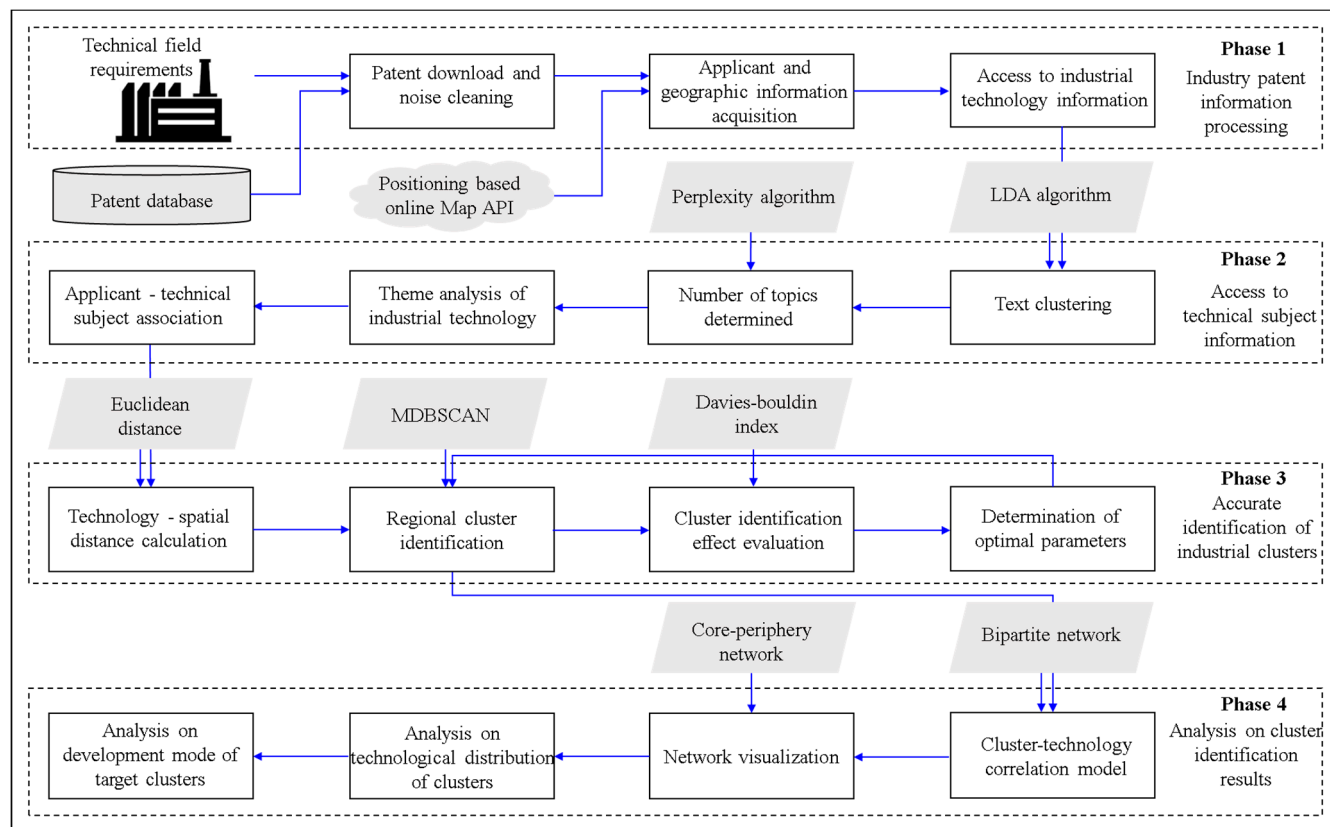 Technical field
requirements
Patent download and
noise cleaning
Applicant and
geographic information
acquisition
Access to industrial
technology information
Phase 1
Industry patent
information
processing
Patent database
Positioning based
online Map API
Perplexity algorithm
LDA algorithm
Phase 2
Access to
technical subject
information
Applicant - technical
subject association
Theme analysis of
industrial technology
Number of topics
determined
Text clustering
Euclidean
distance
MDBSCAN
Davies-bouldin
index
Phase 3
Accurate
identification of
industrial clusters
Technology - spatial
distance calculation
Regional cluster
identification
Cluster identification
effect evaluation
Determination of
optimal parameters
Core-periphery
network
Bipartite network
Phase 4
Analysis on cluster
identification
results
Analysis on
development mode of
target clusters
Analysis on
technological distribution
of clusters
Network visualization
Cluster-technology
correlation model